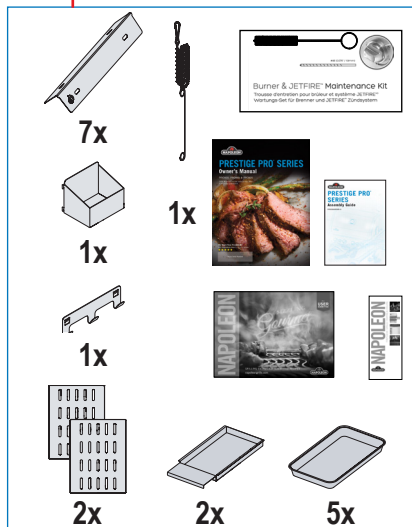 Burner & JETFIRE™ Maintenance Kit
Trousse d'entretien pour brûleur et système JETFIRE™
Wartungs-Set für Brenner und JETFIRE™ Zündsystem
7x
1x
NAPOLEON
PRESTIGE PRO™ SERIES
Owner's Manual
PRESTIGE PRO™
SERIES
Assembly Guide
1x
1x
NAPOLEON
NAPOLEON
2x
2x
5x